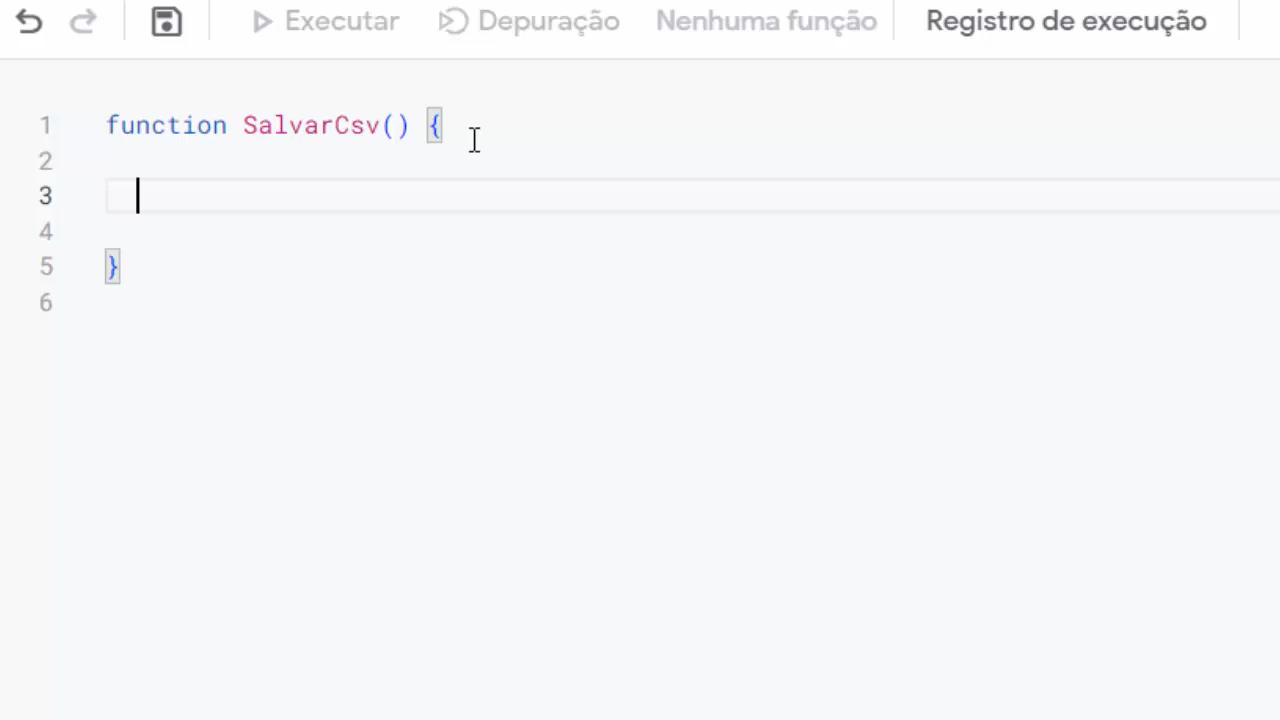 Executar Depuração Nenhuma função Registro de execução
1 function SalvarCsv() {
2
3
4
5 }
6